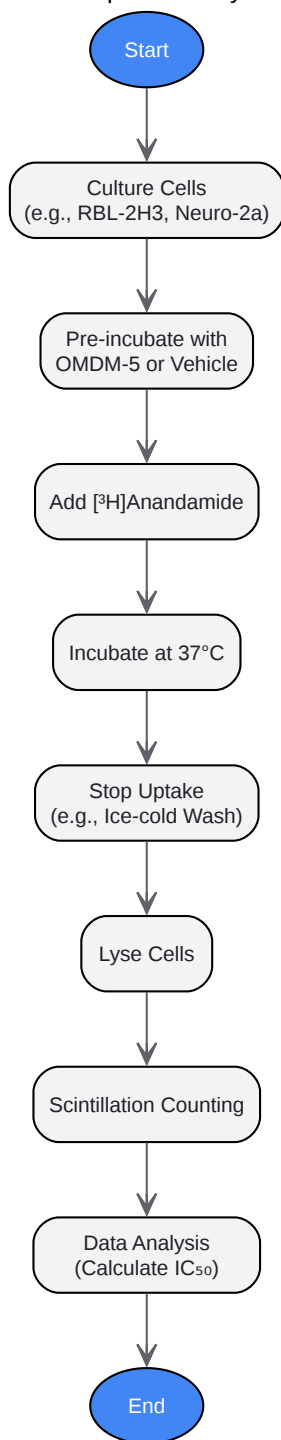 Start
Culture Cells
(e.g., RBL-2H3, Neuro-2a)
Pre-incubate with
OMDM-5 or Vehicle
Add [³H]Anandamide
Incubate at 37°C
Stop Uptake
(e.g., Ice-cold Wash)
Lyse Cells
Scintillation Counting
Data Analysis
(Calculate IC₅₀)
End